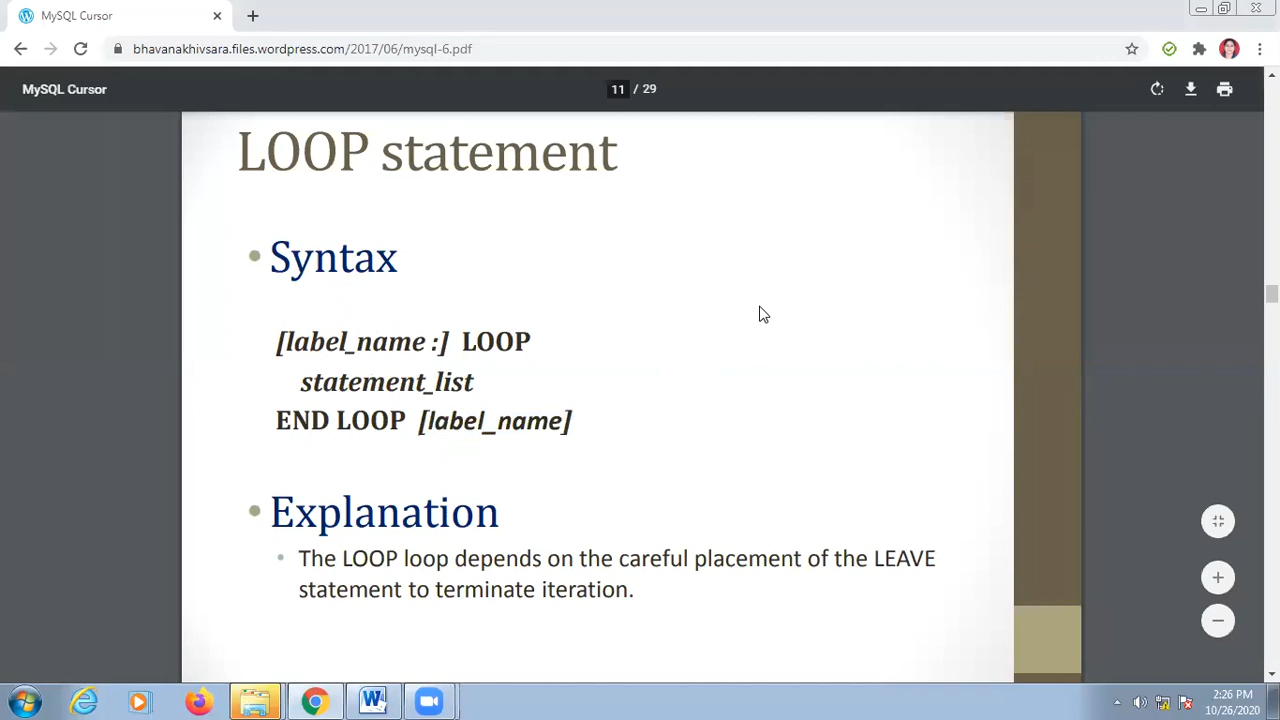 MySQL Cursor
bhavanakhivsara.files.wordpress.com/2017/06/mysql-6.pdf
MySQL Cursor
11 / 29
LOOP statement
• Syntax
[label_name :] LOOP
statement_list
END LOOP [label_name]
• Explanation
• The LOOP loop depends on the careful placement of the LEAVE
statement to terminate iteration.
2:26 PM
10/26/2020